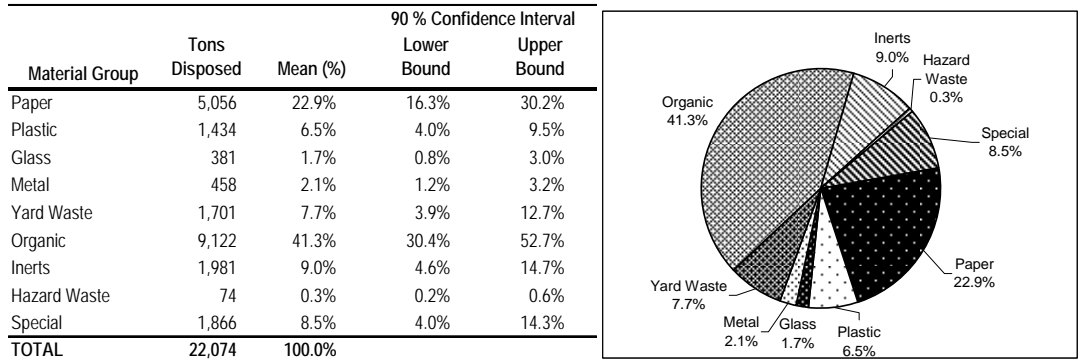 90 % Confidence Interval
Tons Lower Upper
Material Group Disposed Mean (%) Bound Bound
Paper 5,056 22.9% 16.3% 30.2%
Plastic 1,434 6.5% 4.0% 9.5%
Glass 381 1.7% 0.8% 3.0%
Metal 458 2.1% 1.2% 3.2%
Yard Waste 1,701 7.7% 3.9% 12.7%
Organic 9,122 41.3% 30.4% 52.7%
Inerts 1,981 9.0% 4.6% 14.7%
Hazard Waste 74 0.3% 0.2% 0.6%
Special 1,866 8.5% 4.0% 14.3%
TOTAL 22,074 100.0%
Inerts
9.0%
Hazard
Waste
0.3%
Organic
41.3%
Special
8.5%
Paper
22.9%
Yard Waste
7.7%
Metal
2.1%
Glass
1.7%
Plastic
6.5%